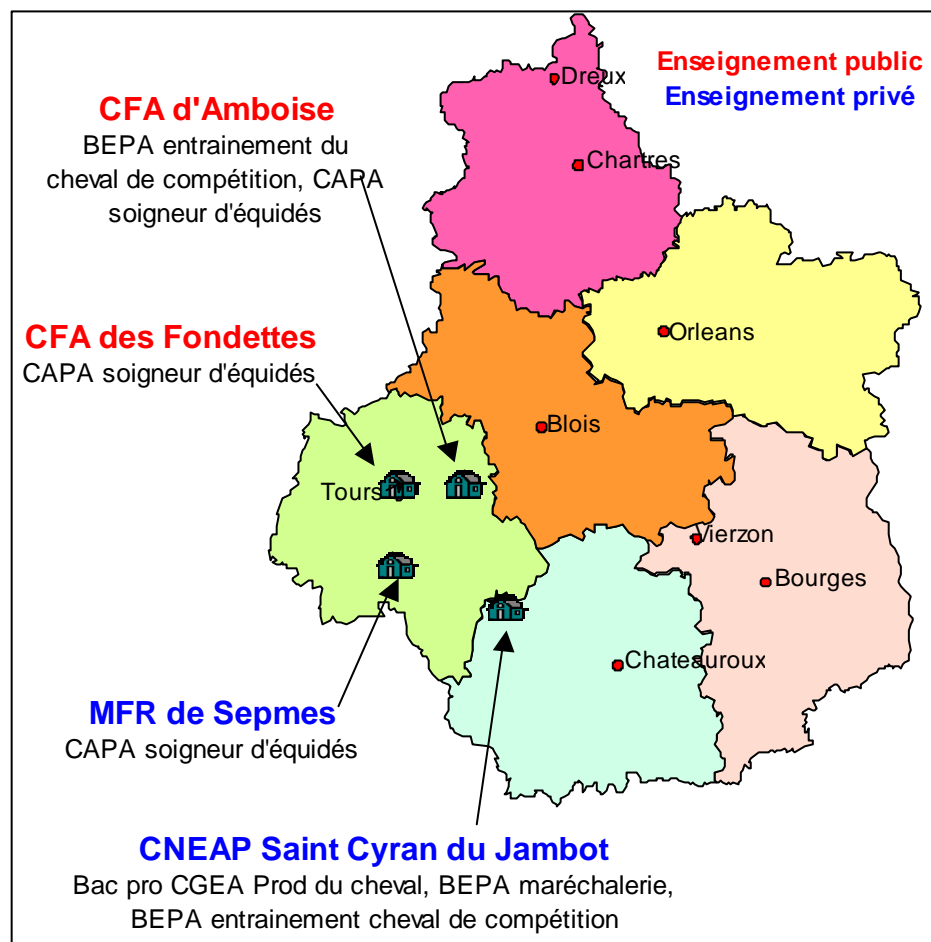 Enseignement public
Enseignement privé
Dreux
CFA d'Amboise
BEPA entrainement du
cheval de compétition, CAPA
soigneur d'équidés
Chartres
CFA des Fondettes
CAPA soigneur d'équidés
Orleans
Blois
Tours
Vierzon
Bourges
Chateauroux
MFR de Sepmes
CAPA soigneur d'équidés
CNEAP Saint Cyran du Jambot
Bac pro CGEA Prod du cheval, BEPA maréchalerie,
BEPA entrainement cheval de compétition